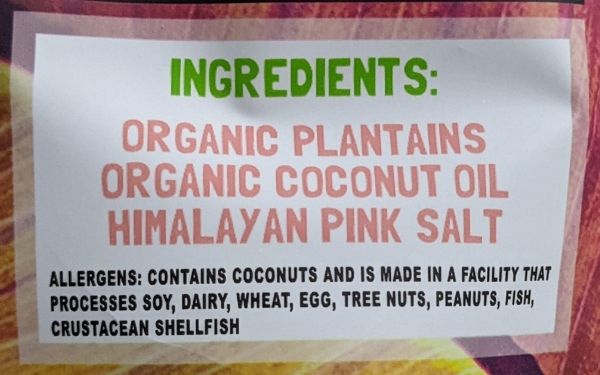 INGREDIENTS:
ORGANIC PLANTAINS
ORGANIC COCONUT OIL
HIMALAYAN PINK SALT
ALLERGENS: CONTAINS COCONUTS AND IS MADE IN A FACILITY THAT
PROCESSES SOY, DAIRY, WHEAT, EGG, TREE NUTS, PEANUTS, FISH,
CRUSTACEAN SHELLFISH